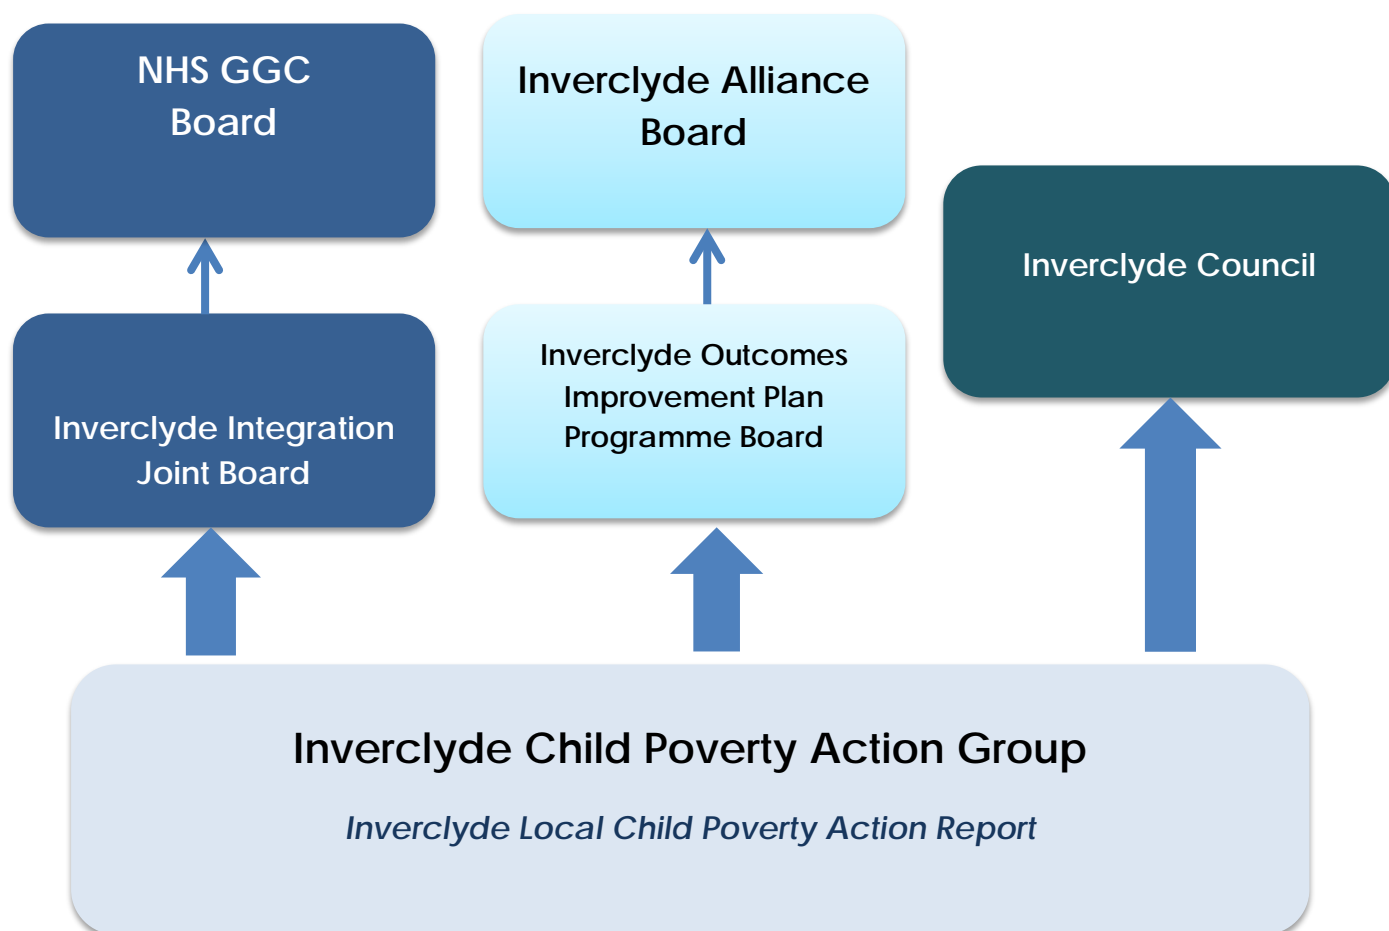 NHS GGC
Board
Inverclyde Alliance
Board
Inverclyde Council
Inverclyde Integration
Joint Board
Inverclyde Outcomes
Improvement Plan
Programme Board
Inverclyde Child Poverty Action Group
Inverclyde Local Child Poverty Action Report